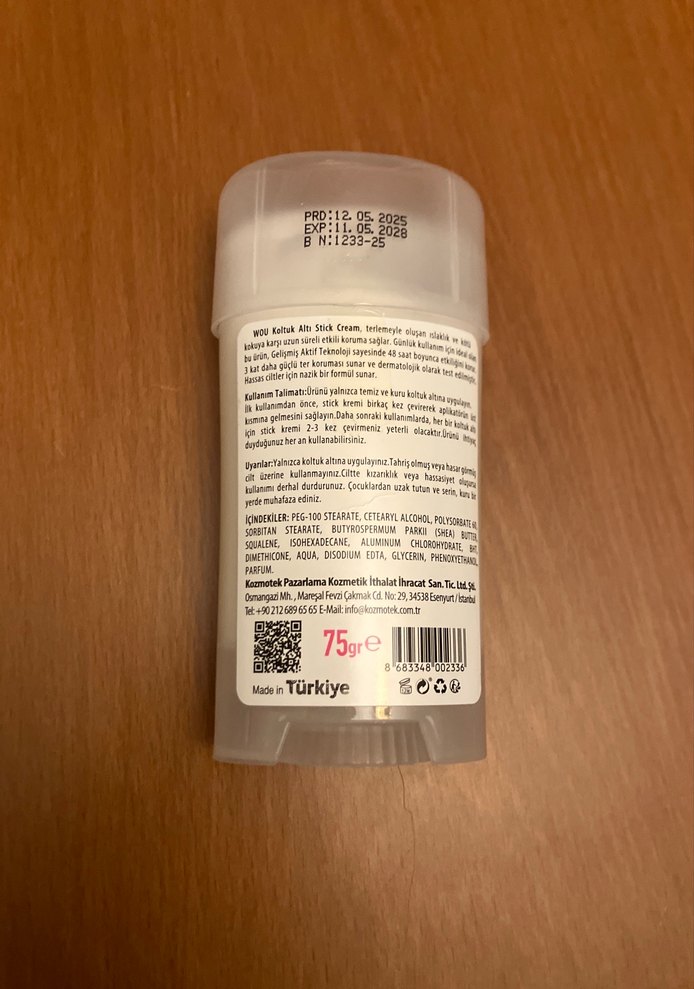 PRD:12. 05. 2025
EXP:11. 05. 2028
B N:1233-25
WOU Koltuk Altı Stick Cream, terlemeyle oluşan ıslaklık ve kötü
kokuya karşı uzun süreli etkili koruma sağlar. Günlük kullanım için ideal olan
bu ürün, Gelişmiş Aktif Teknoloji sayesinde 48 saat boyunca etkiliğini korur.
3 kat daha güçlü ter koruması sunar ve dermatolojik olarak test edilmiştir.
Hassas ciltler için nazik bir formül sunar.
Kullanım Talimatı:Ürünü yalnızca temiz ve kuru koltuk altına uygulayın.
İlk kullanımdan önce, stick kremi birkaç kez çevirerek aplikatörün üst
kısmına gelmesini sağlayın.Daha sonraki kullanımlarda, her bir koltuk altı
için stick kremi 2-3 kez çevirmeniz yeterli olacaktır.Ürünü ihtiyaç
duyduğunuz her an kullanabilirsiniz.
Uyarılar:Yalnızca koltuk altına uygulayınız.Tahriş olmuş veya hasar görmüş
cilt üzerine kullanmayınız.Ciltte kızarıklık veya hassasiyet oluşursa
kullanımı derhal durdurunuz. Çocuklardan uzak tutun ve serin, kuru bir
yerde muhafaza ediniz.
İÇİNDEKİLER: PEG-100 STEARATE, CETEARYL ALCOHOL, POLYSORBATE 60,
SORBITAN STEARATE, BUTYROSPERMUM PARKII (SHEA) BUTTER,
SQUALENE, ISOHEXADECANE, ALUMINUM CHLOROHYDRATE, BHT,
DIMETHICONE, AQUA, DISODIUM EDTA, GLYCERIN, PHENOXYETHANOL,
PARFUM.
Kozmotek Pazarlama Kozmetik İthalat İhracat San. Tic. Ltd. Şti.
Osmangazi Mh. , Mareşal Fevzi Çakmak Cd. No: 29, 34538 Esenyurt / İstanbul
Tel: +90 212 689 65 65 E-Mail: info@kozmotek.com.tr
75gr e
8 683348 002336
Made in Türkiye